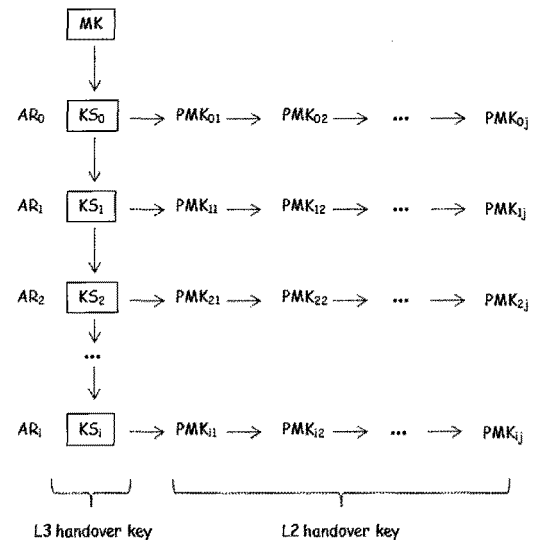 MK
AR₀ KS₀ PMK₀₁ PMK₀₂ ... PMK₀ⱼ
AR₁ KS₁ PMK₁₁ PMK₁₂ ... PMK₁ⱼ
AR₂ KS₂ PMK₂₁ PMK₂₂ ... PMK₂ⱼ
...
ARᵢ KSᵢ PMKᵢ₁ PMKᵢ₂ ... PMKᵢⱼ
L3 handover key L2 handover key